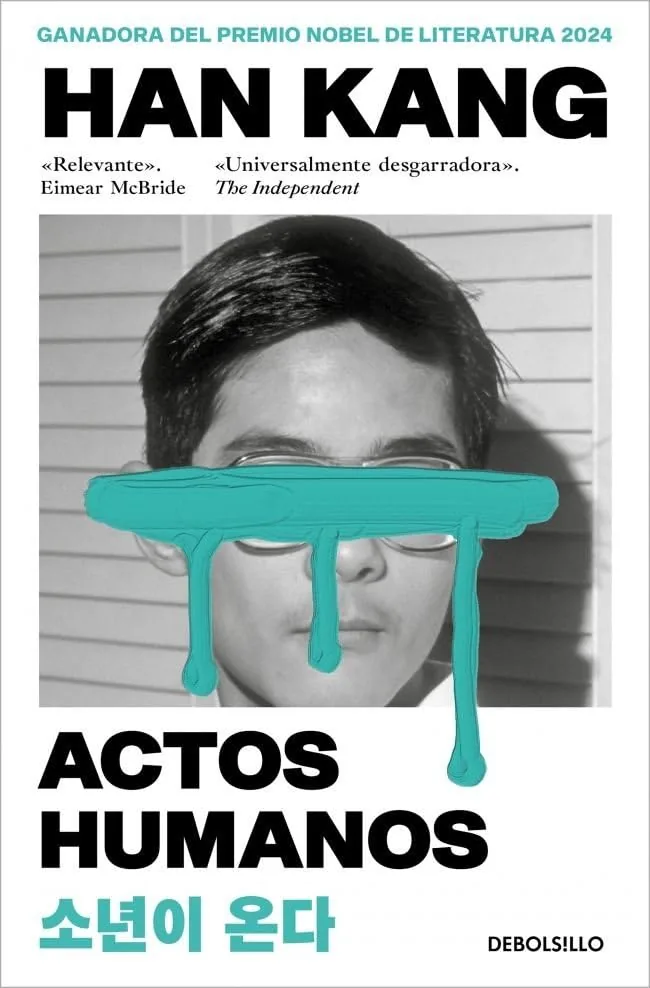 GANADORA DEL PREMIO NOBEL DE LITERATURA 2024
HAN KANG
«Relevante».
Eimear McBride
«Universalmente desgarradora».
The Independent
ACTOS
HUMANOS
소년이 온다
DEBOLS!LLO